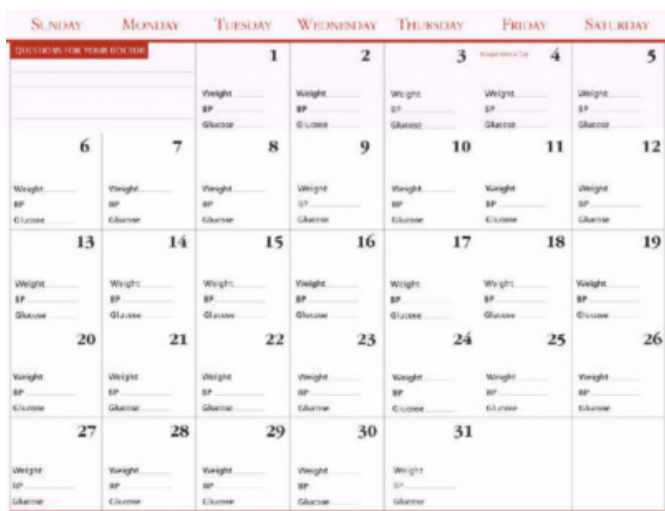 SUNDAY MONDAY TUESDAY WEDNESDAY THURSDAY FRIDAY SATURDAY
QUESTIONS FOR YOUR DOCTOR 1 2 3 Independence Day 4 5
Weight Weight Weight Weight Weight
BP BP BP BP BP
Glucose Glucose Glucose Glucose Glucose
6 7 8 9 10 11 12
Weight Weight Weight Weight Weight Weight Weight
BP BP BP BP BP BP BP
Glucose Glucose Glucose Glucose Glucose Glucose Glucose
13 14 15 16 17 18 19
Weight Weight Weight Weight Weight Weight Weight
BP BP BP BP BP BP BP
Glucose Glucose Glucose Glucose Glucose Glucose Glucose
20 21 22 23 24 25 26
Weight Weight Weight Weight Weight Weight Weight
BP BP BP BP BP BP BP
Glucose Glucose Glucose Glucose Glucose Glucose Glucose
27 28 29 30 31
Weight Weight Weight Weight Weight
BP BP BP BP BP
Glucose Glucose Glucose Glucose Glucose